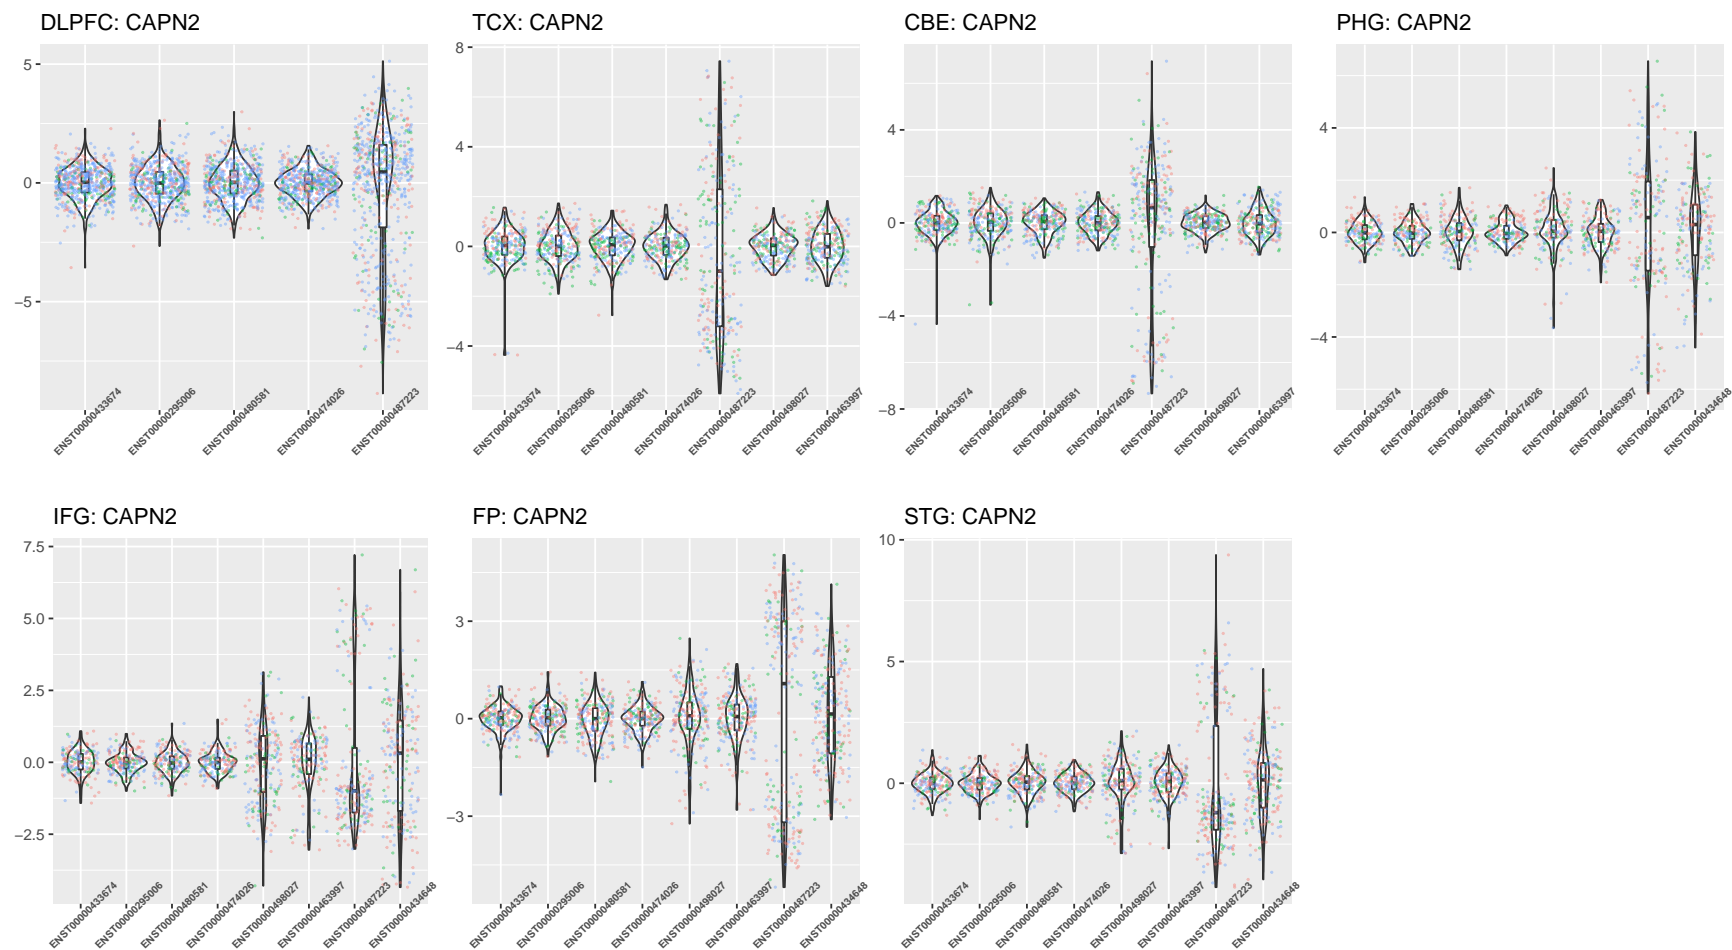 DLPFC: CAPN2
5
0
−5
ENST00000433674
ENST00000295006
ENST00000480581
ENST00000474026
ENST00000487223
TCX: CAPN2
8
4
0
−4
ENST00000433674
ENST00000295006
ENST00000480581
ENST00000474026
ENST00000487223
ENST00000498027
ENST00000463997
CBE: CAPN2
4
0
−4
−8
ENST00000433674
ENST00000295006
ENST00000480581
ENST00000474026
ENST00000487223
ENST00000498027
ENST00000463997
PHG: CAPN2
4
0
−4
ENST00000433674
ENST00000295006
ENST00000480581
ENST00000474026
ENST00000498027
ENST00000463997
ENST00000487223
ENST00000434648
IFG: CAPN2
7.5
5.0
2.5
0.0
−2.5
ENST00000433674
ENST00000295006
ENST00000480581
ENST00000474026
ENST00000498027
ENST00000463997
ENST00000487223
ENST00000434648
FP: CAPN2
3
0
−3
ENST00000433674
ENST00000295006
ENST00000480581
ENST00000474026
ENST00000498027
ENST00000463997
ENST00000487223
ENST00000434648
STG: CAPN2
10
5
0
ENST00000433674
ENST00000295006
ENST00000480581
ENST00000474026
ENST00000498027
ENST00000463997
ENST00000487223
ENST00000434648